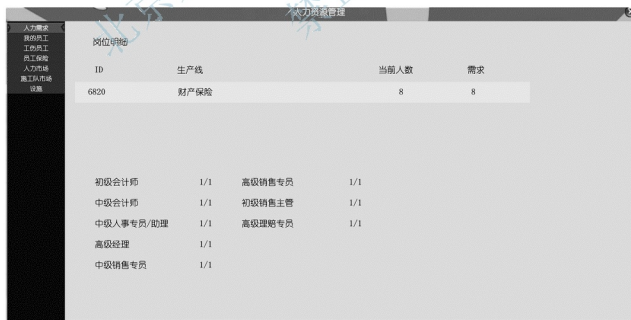 人力资源管理
人力需求
我的员工
工伤员工
员工保险
人力市场
施工队市场
设施
岗位明细
ID 生产线 当前人数 需求
6820 财产保险 8 8
初级会计师 1/1 高级销售专员 1/1
中级会计师 1/1 初级销售主管 1/1
中级人事专员/助理 1/1 高级理赔专员 1/1
高级经理 1/1
中级销售专员 1/1